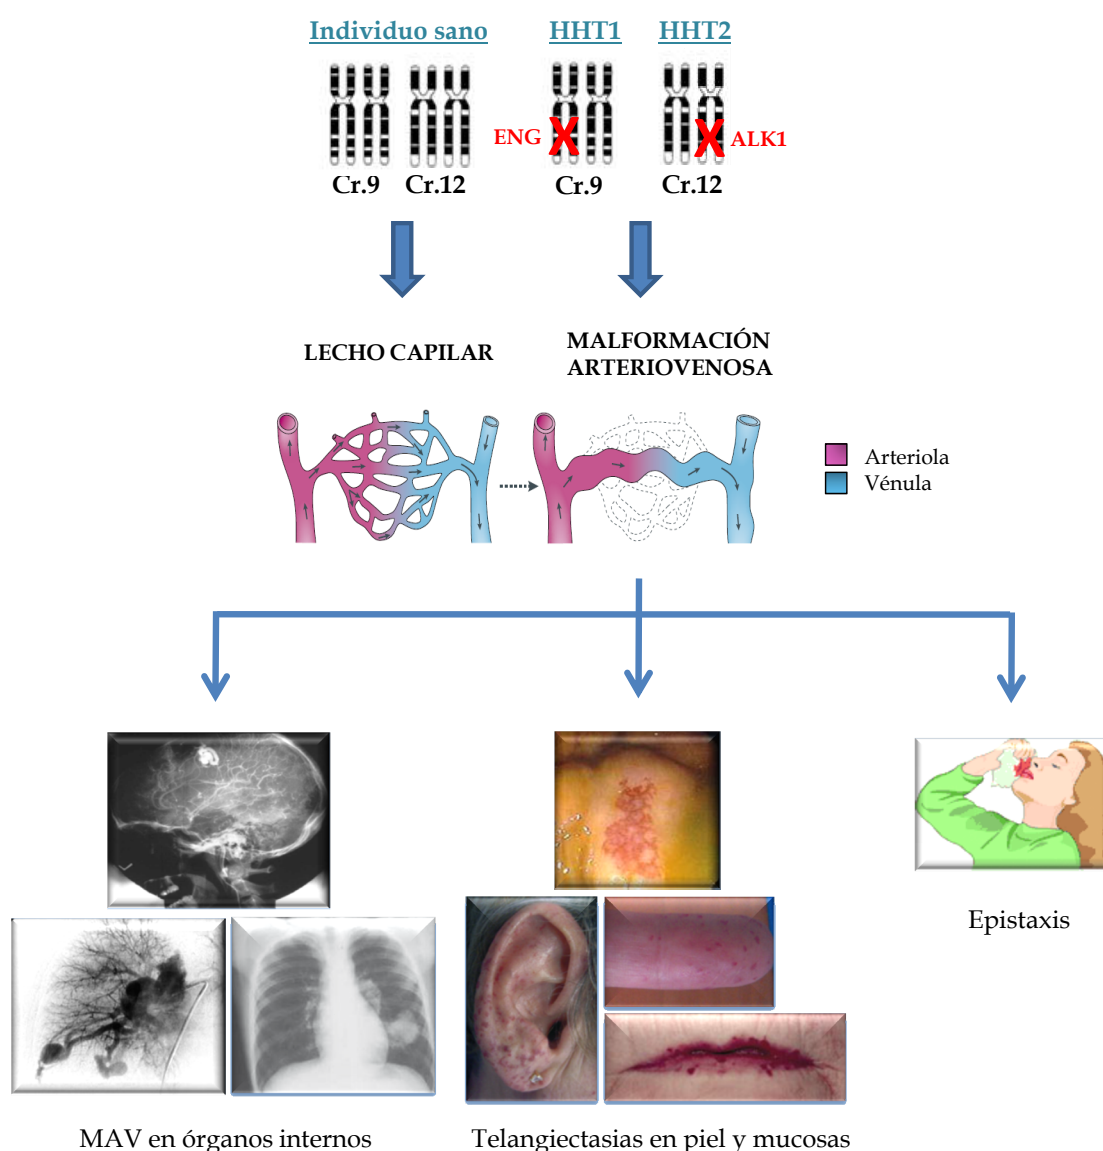 Individuo sano HHT1 HHT2
ENG ALK1
Cr.9 Cr.12 Cr.9 Cr.12
LECHO CAPILAR
MALFORMACIÓN
ARTERIOVENOSA
Arteriola
Vénula
Epistaxis
MAV en órganos internos
Telangiectasias en piel y mucosas